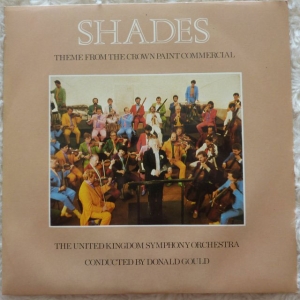 SHADES
THEME FROM THE CROWN PAINT COMMERCIAL
THE UNITED KINGDOM SYMPHONY ORCHESTRA
CONDUCTED BY DONALD GOULD